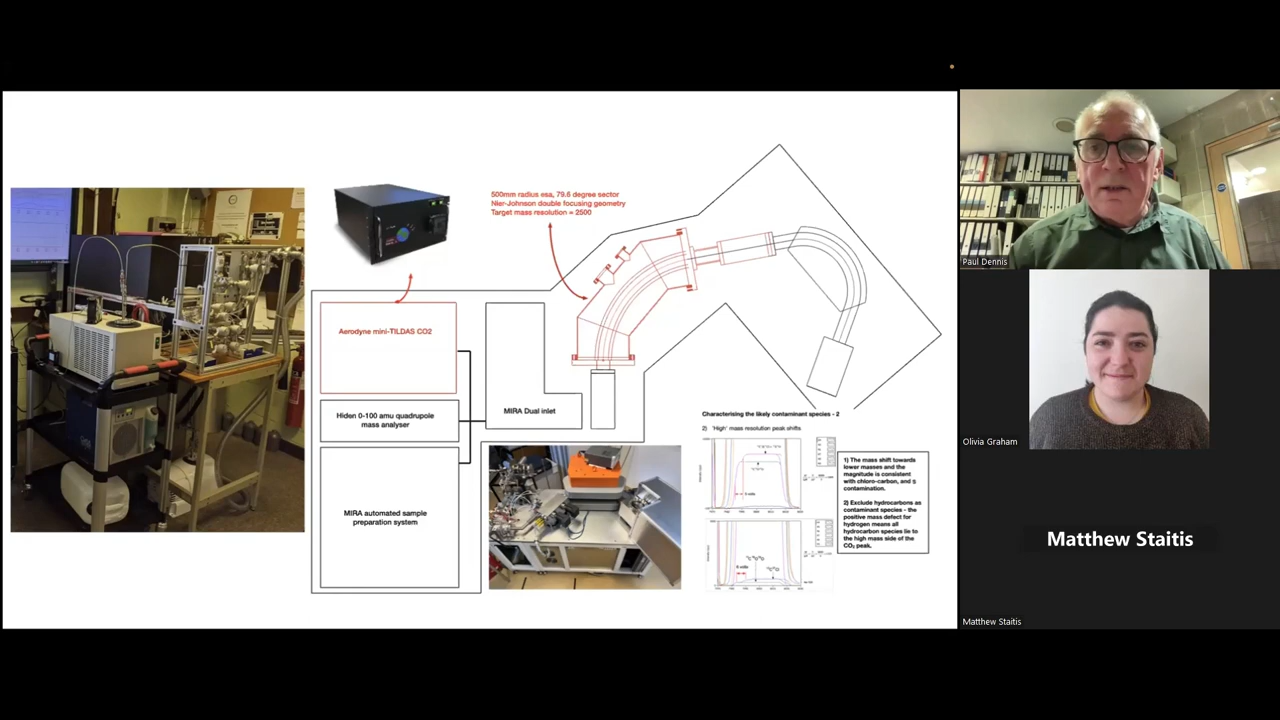 500mm radius esa, 79.6 degree sector
Nier-Johnson double focusing geometry
Target mass resolution = 2500
Aerodyne mini-TILDAS CO2
Hiden 0-100 amu quadrupole
mass analyser
MIRA Dual inlet
MIRA automated sample
preparation system
Characterising the likely contaminant species - 2
2) 'High' mass resolution peak shifts
1) The mass shift towards
lower masses and the
magnitude is consistent
with chloro-carbon, and S
contamination.
2) Exclude hydrocarbons as
contaminant species - the
positive mass defect for
hydrogen means all
hydrocarbon species lie to
the high mass side of the
CO2 peak.
Paul Dennis
Olivia Graham
Matthew Staitis
Matthew Staitis